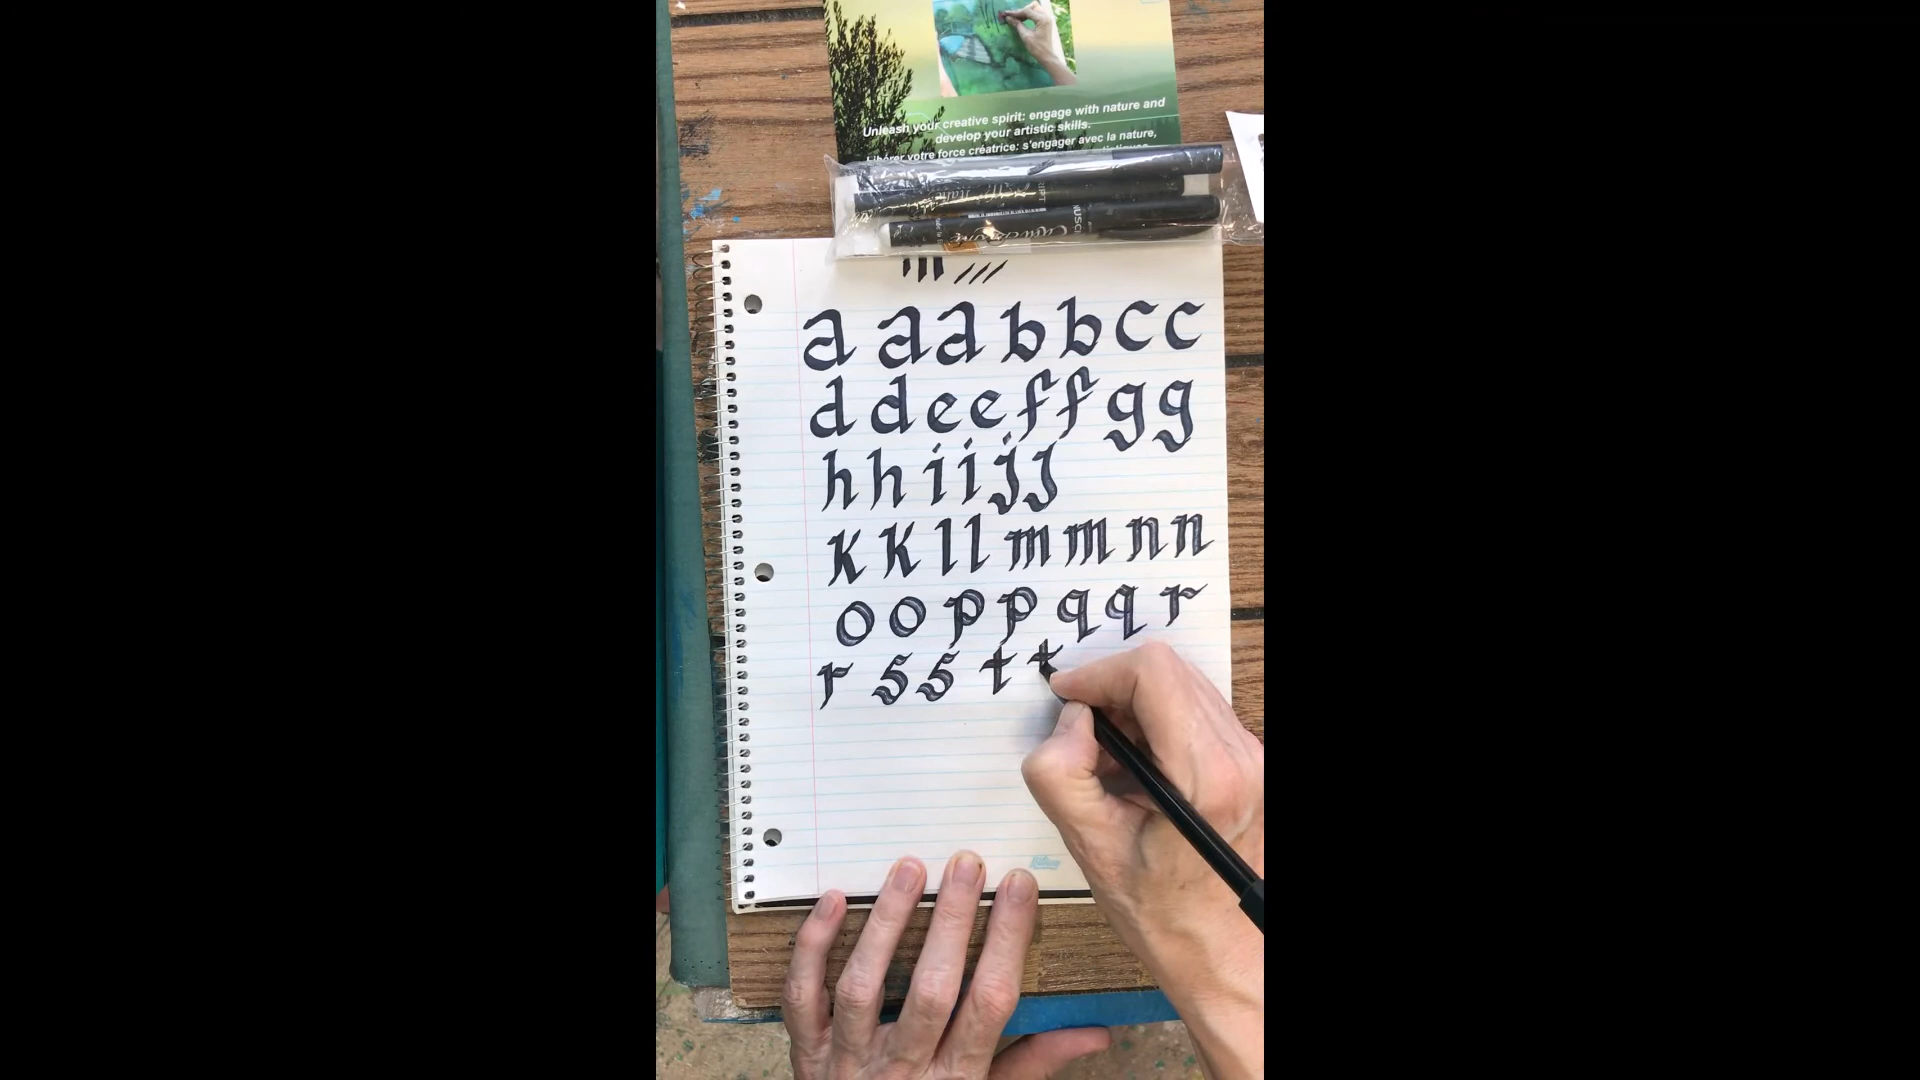 Unleash your creative spirit: engage with nature and
develop your artistic skills.
Libérer votre force créatrice: s'engager avec la nature,
a a a b b c c
d d e e f f g g
h h i i j j
k k l l m m n n
o o p p q q r
r s s t t